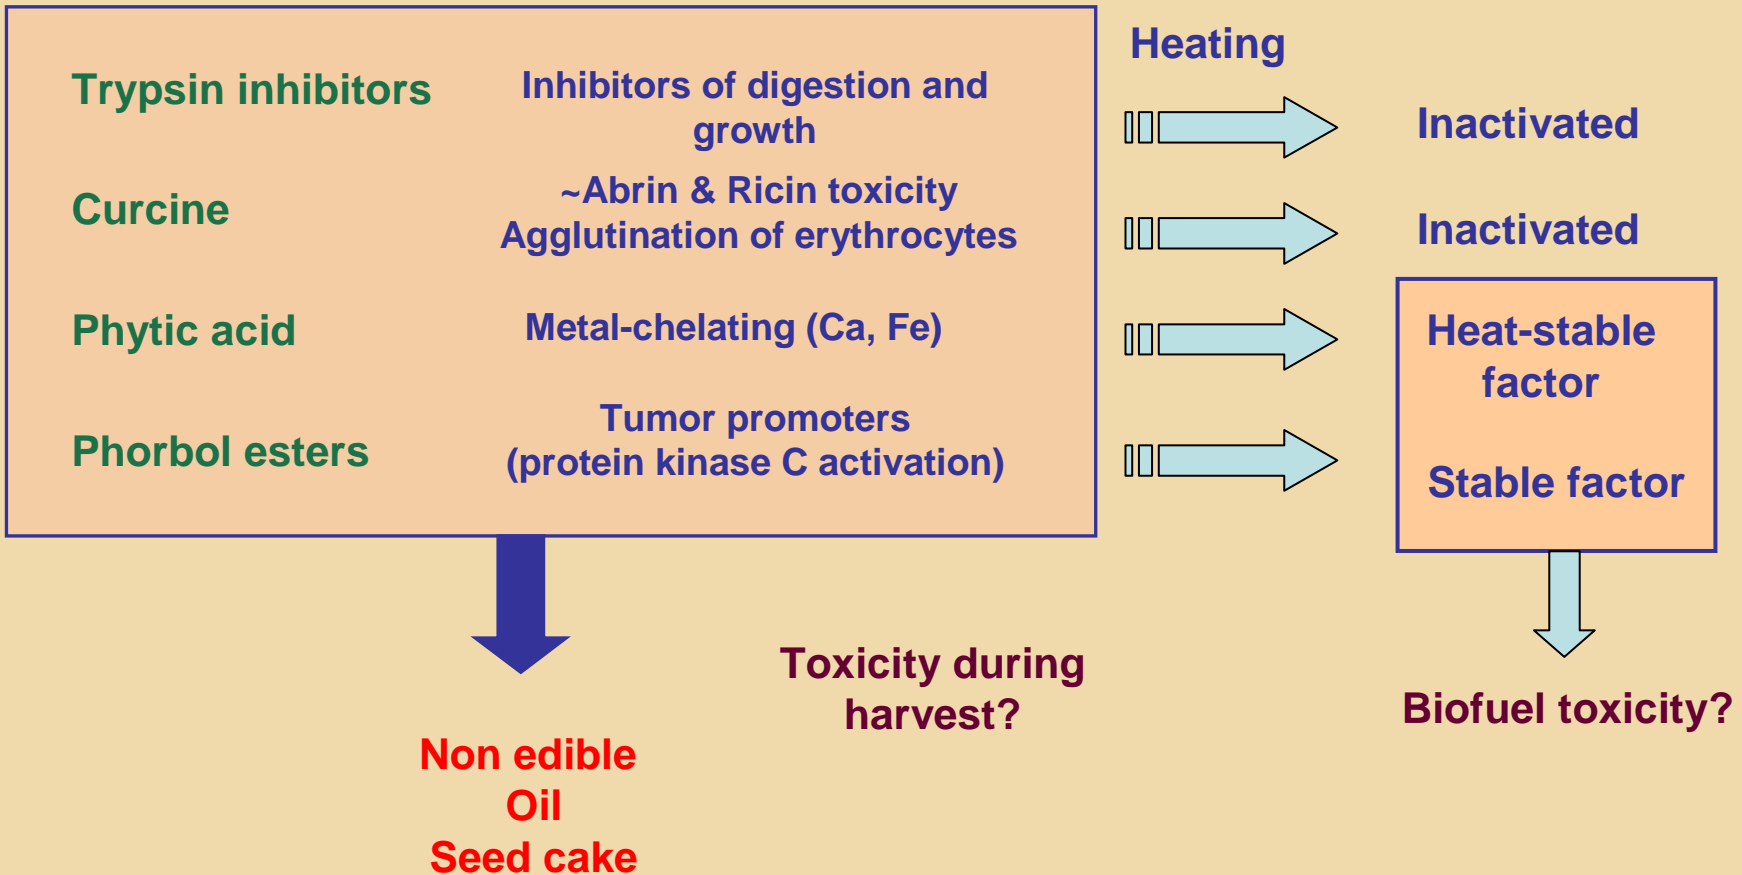 Heating
Trypsin inhibitors
Inhibitors of digestion and
growth
Inactivated
Curcine
~Abrin & Ricin toxicity
Agglutination of erythrocytes
Inactivated
Phytic acid
Metal-chelating (Ca, Fe)
Heat-stable
factor
Phorbol esters
Tumor promoters
(protein kinase C activation)
Stable factor
Toxicity during
harvest?
Biofuel toxicity?
Non edible
Oil
Seed cake